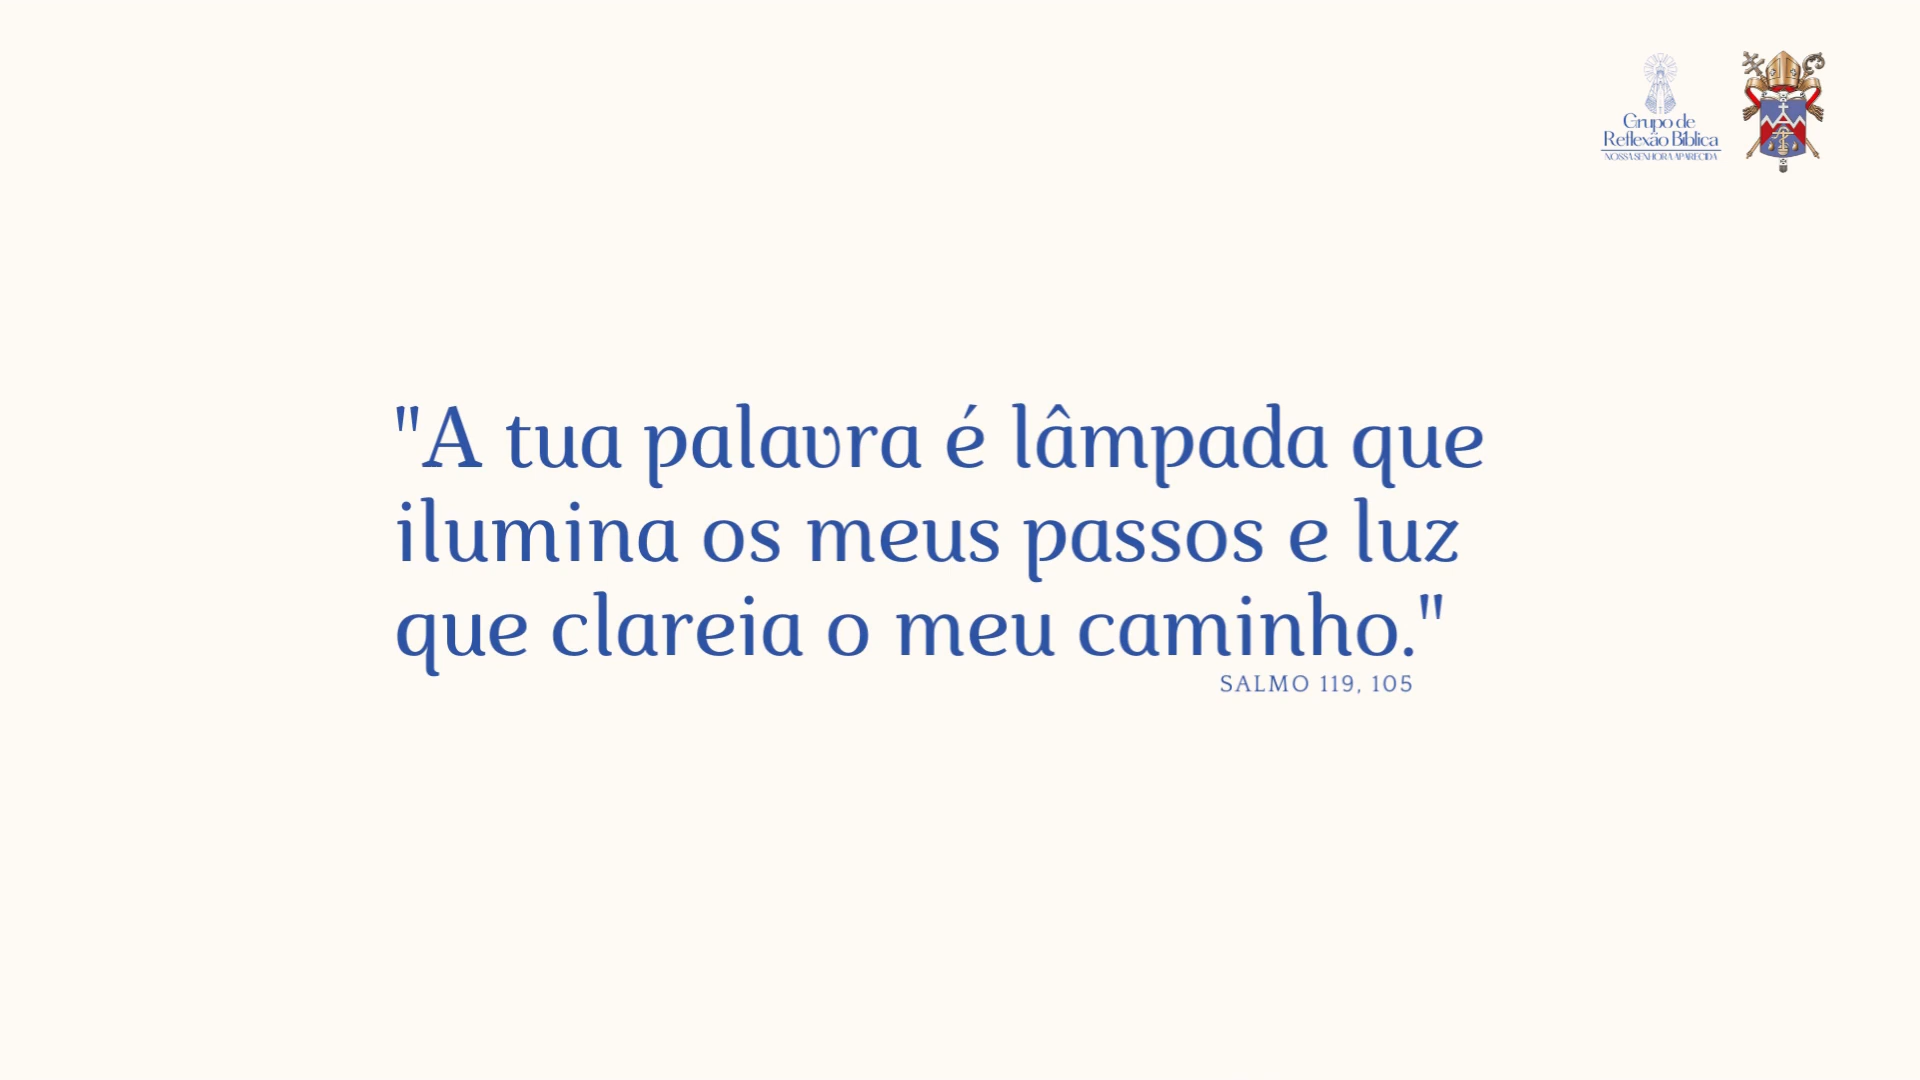 Grupo de
Reflexão Bíblica
NOSSA SENHORA APARECIDA
"A tua palavra é lâmpada que
ilumina os meus passos e luz
que clareia o meu caminho."
SALMO 119, 105